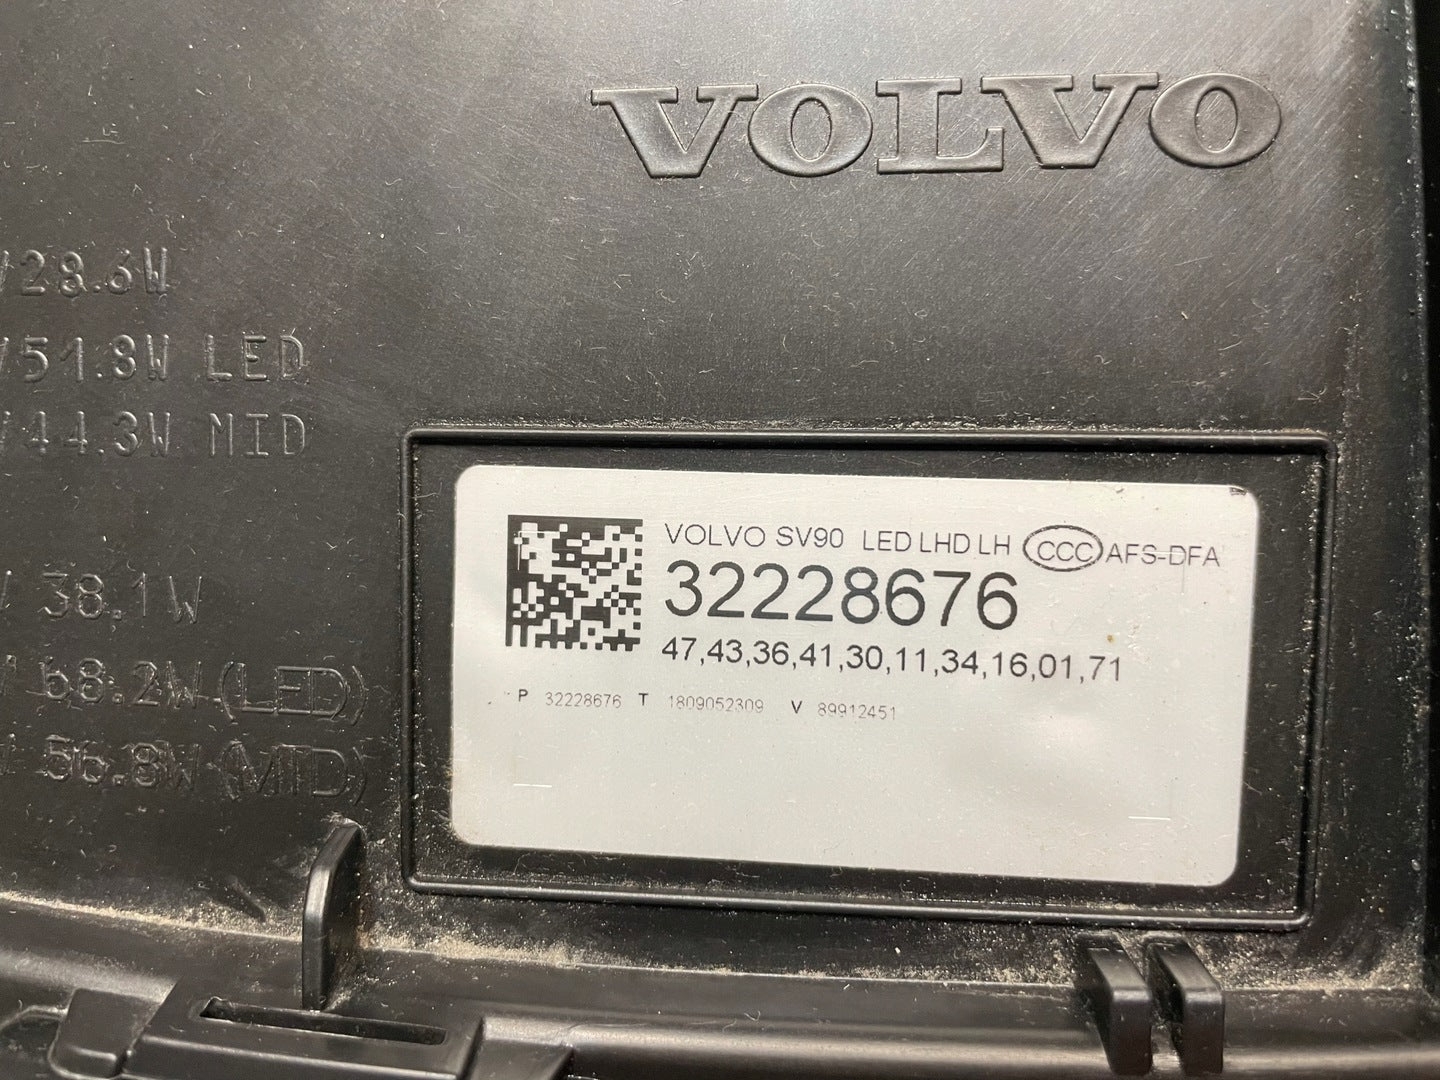 VOLVO
28.6W
51.8W LED
44.3W MID
38.1W
68.2W (LED)
56.8W (MID)
VOLVO SV90 LED LHD LH CCC AFS-DFA
32228676
47,43,36,41,30,11,34,16,01,71
P 32228676 T 1809052309 V 89912451